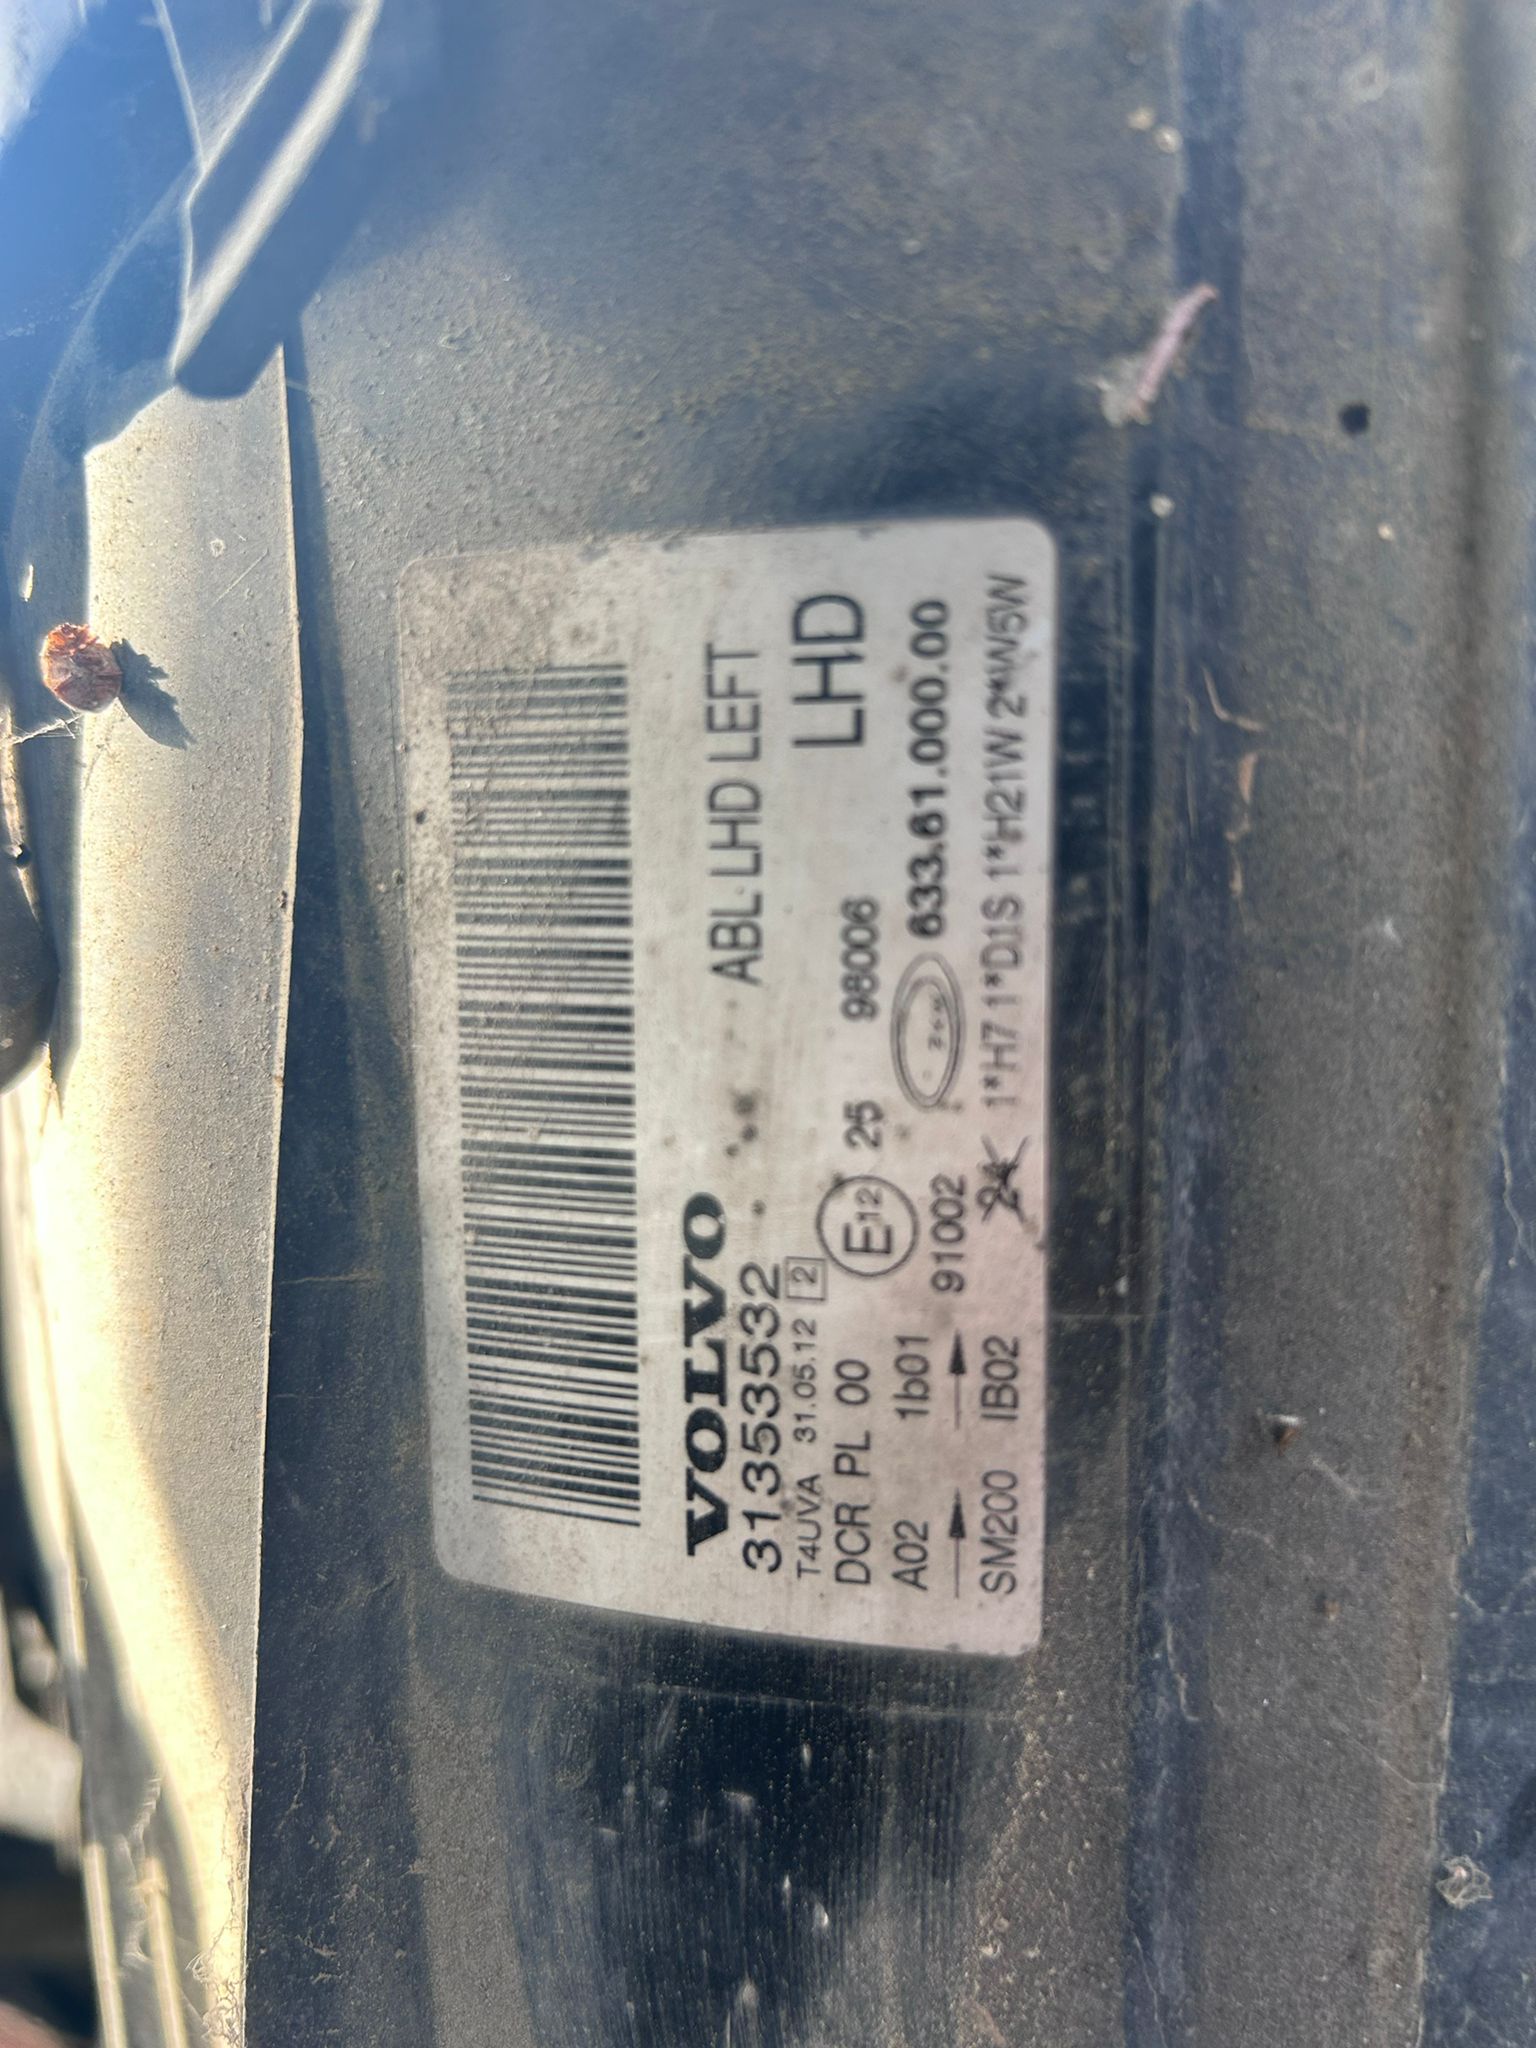 VOLVO
31353532 ABL-LHD LEFT
T4UVA 31.05.12 2
DCR PL 00 E12 25 98006 LHD
A02 1b01 91002 633.61.000.00
SM200 IB02 1*H7 1*D1S 1*H21W 2*W5W